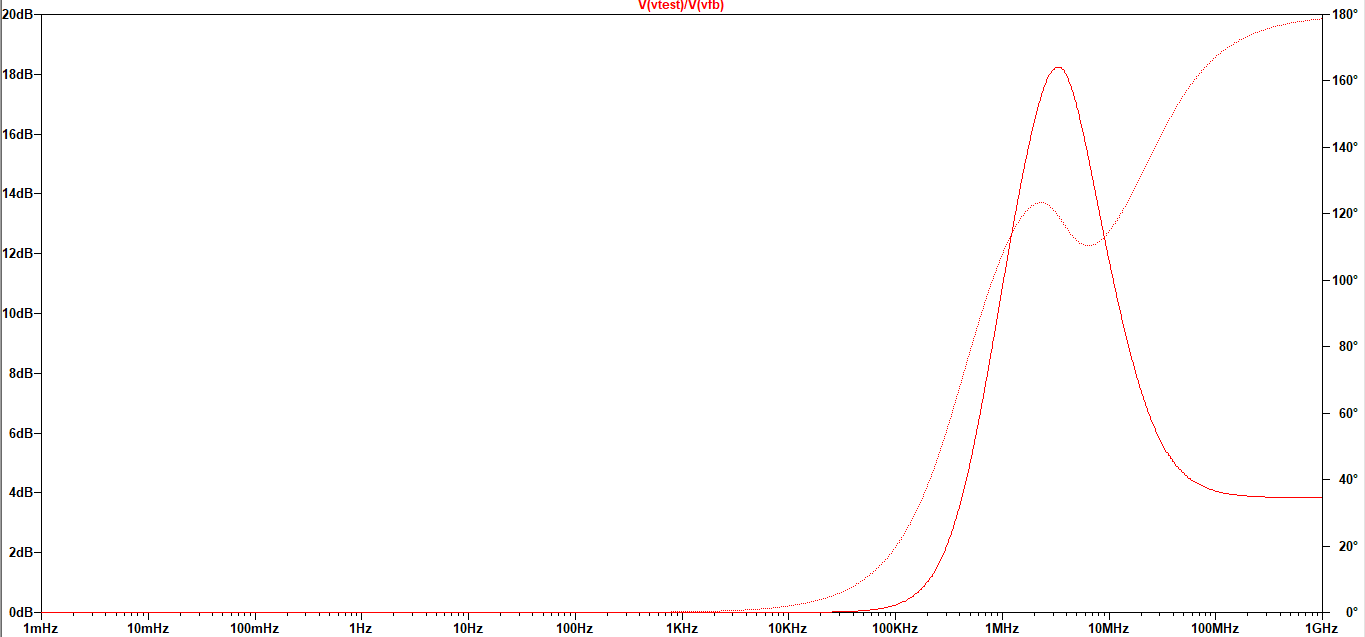 V(vtest)/V(vfb)
20dB
18dB
16dB
14dB
12dB
10dB
8dB
6dB
4dB
2dB
0dB
180°
160°
140°
120°
100°
80°
60°
40°
20°
0°
1mHz 10mHz 100mHz 1Hz 10Hz 100Hz 1KHz 10KHz 100KHz 1MHz 10MHz 100MHz 1GHz